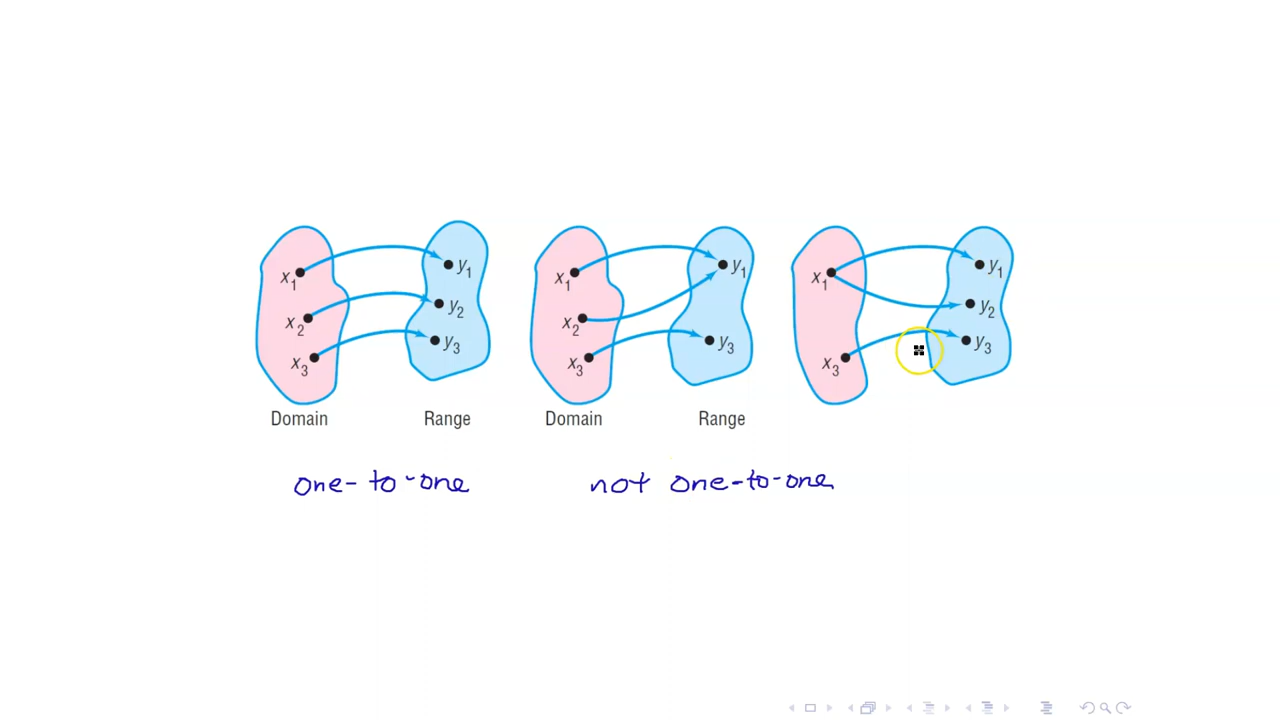 x1 y1 x1 y1 x1 y1
x2 y2 x2 y2
x3 y3 x3 y3 x3 y3
Domain Range Domain Range
one-to-one not one-to-one